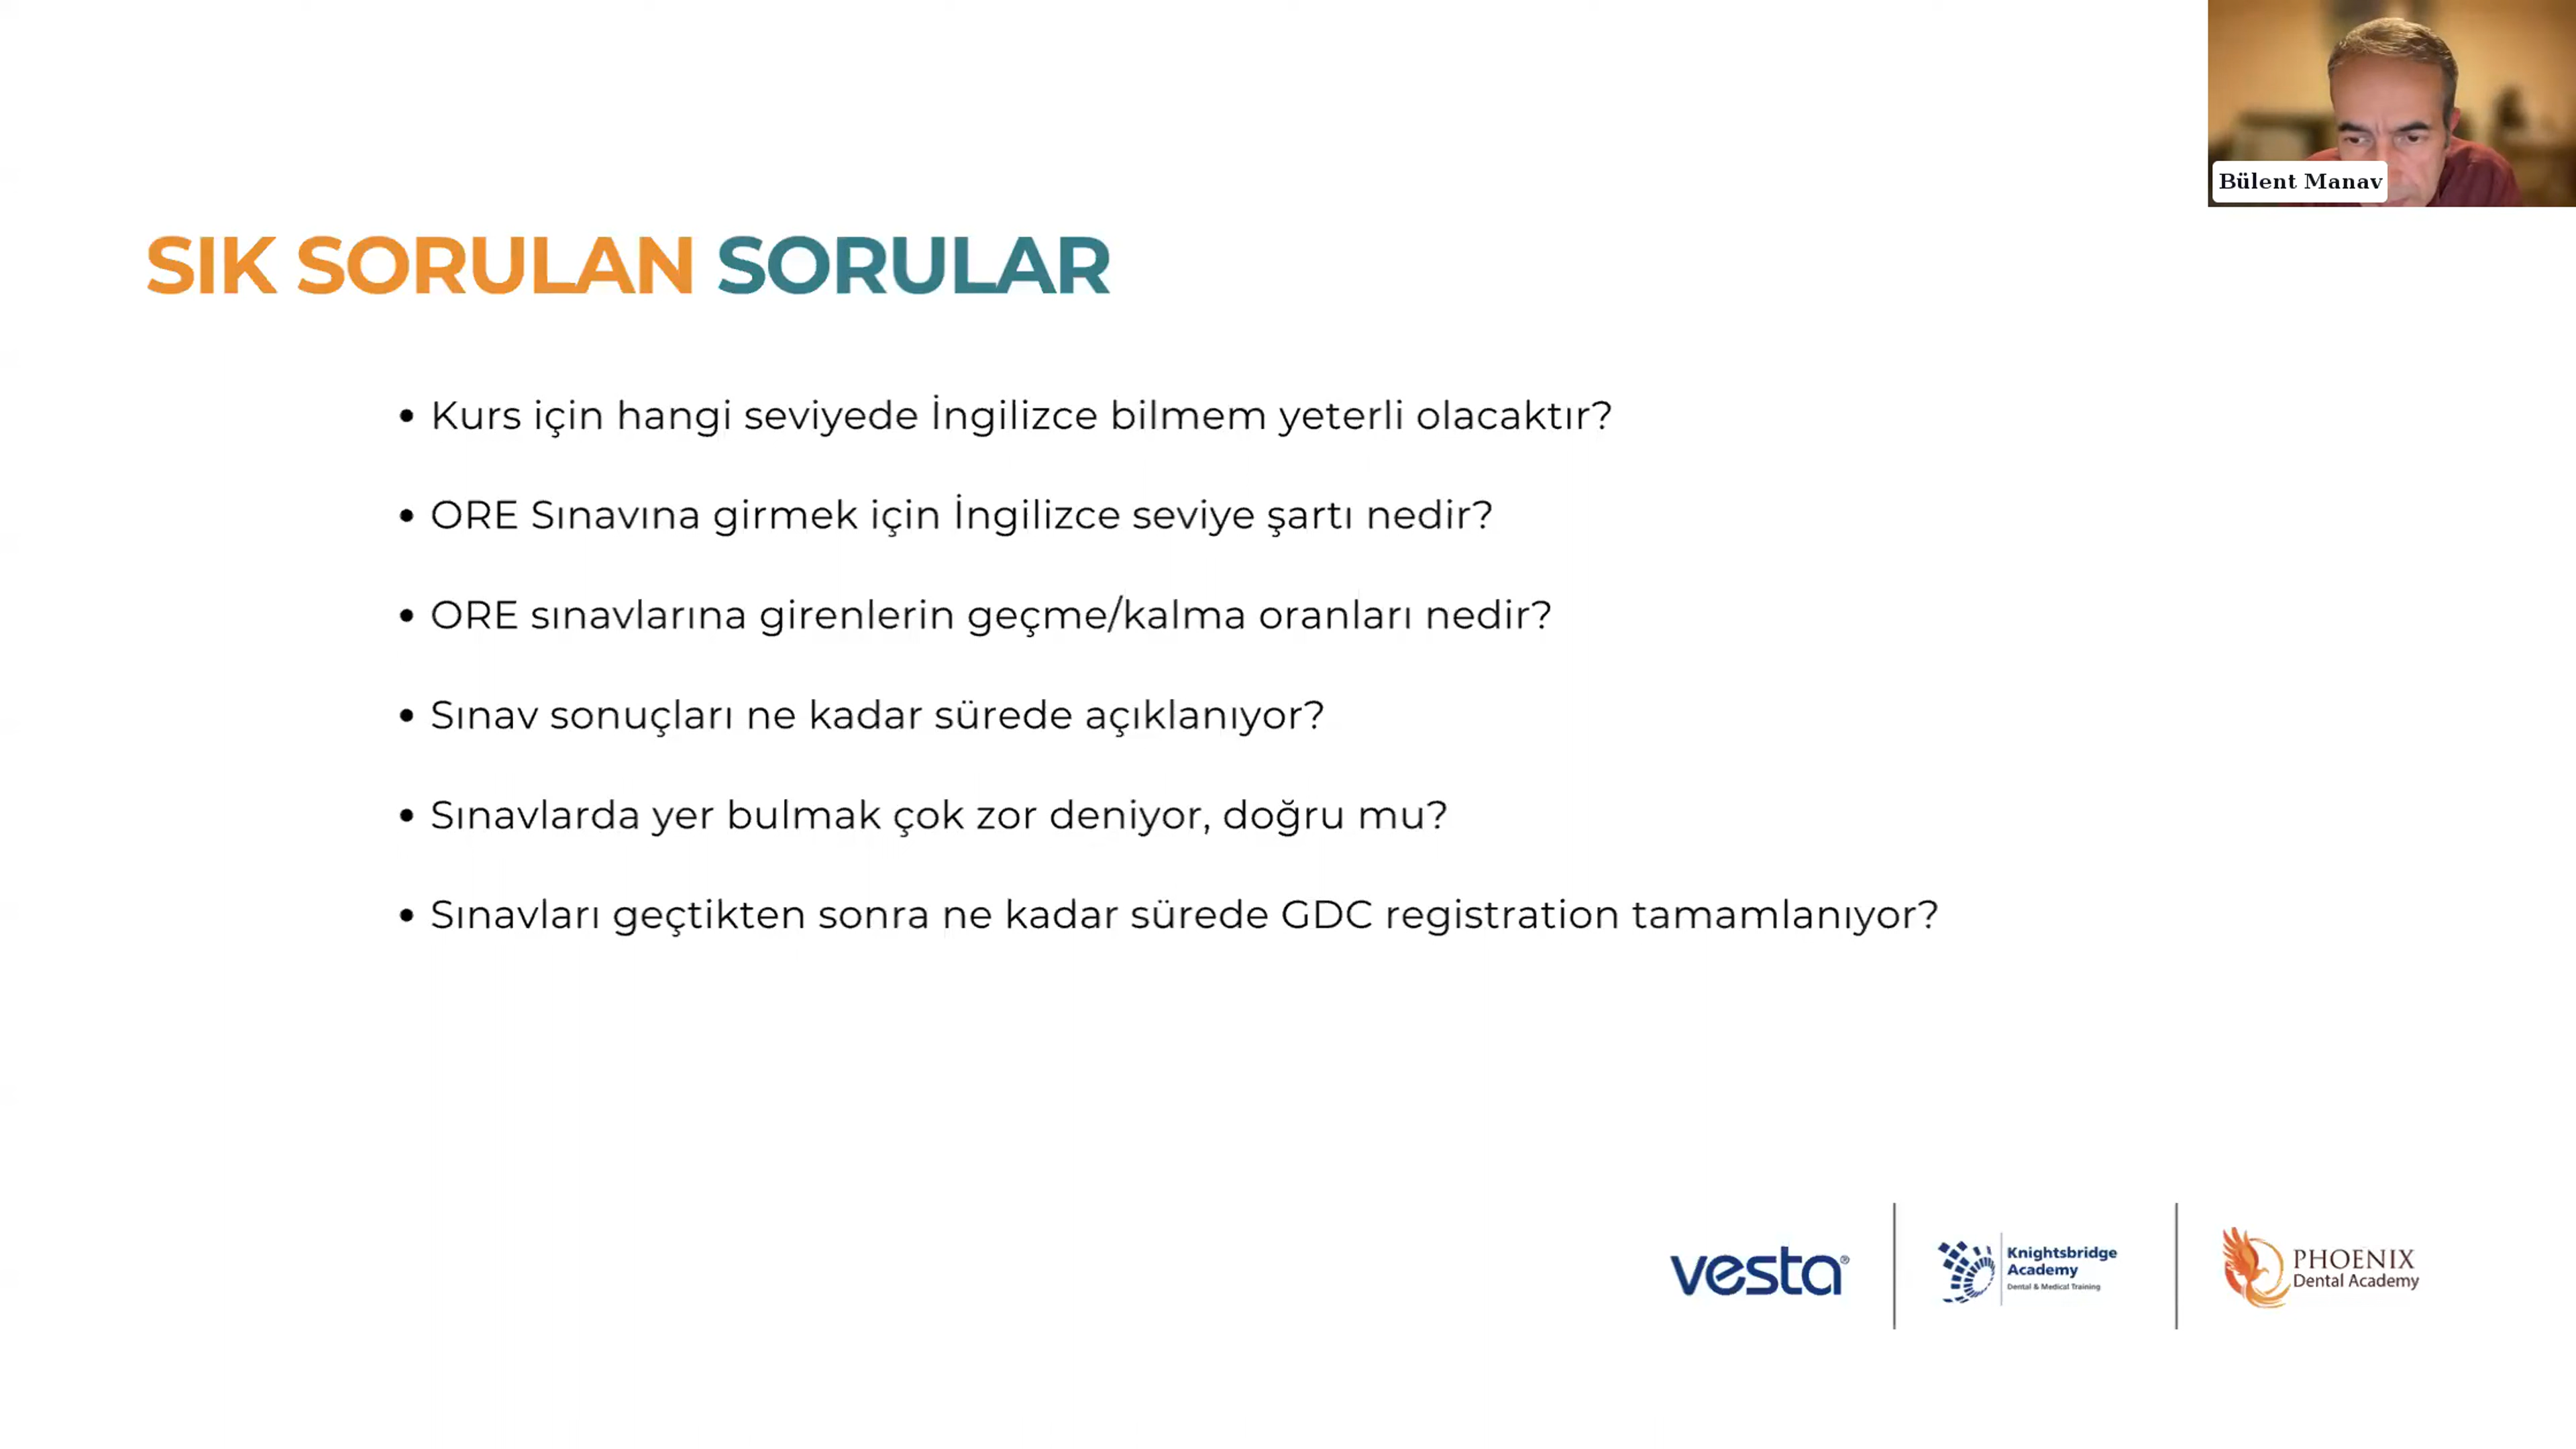 Bülent Manav
SIK SORULAN SORULAR
• Kurs için hangi seviyede İngilizce bilmem yeterli olacaktır?
• ORE Sınavına girmek için İngilizce seviye şartı nedir?
• ORE sınavlarına girenlerin geçme/kalma oranları nedir?
• Sınav sonuçları ne kadar sürede açıklanıyor?
• Sınavlarda yer bulmak çok zor deniyor, doğru mu?
• Sınavları geçtikten sonra ne kadar sürede GDC registration tamamlanıyor?
vesta®
Knightsbridge
Academy
Dental & Medical Training
PHOENIX
Dental Academy